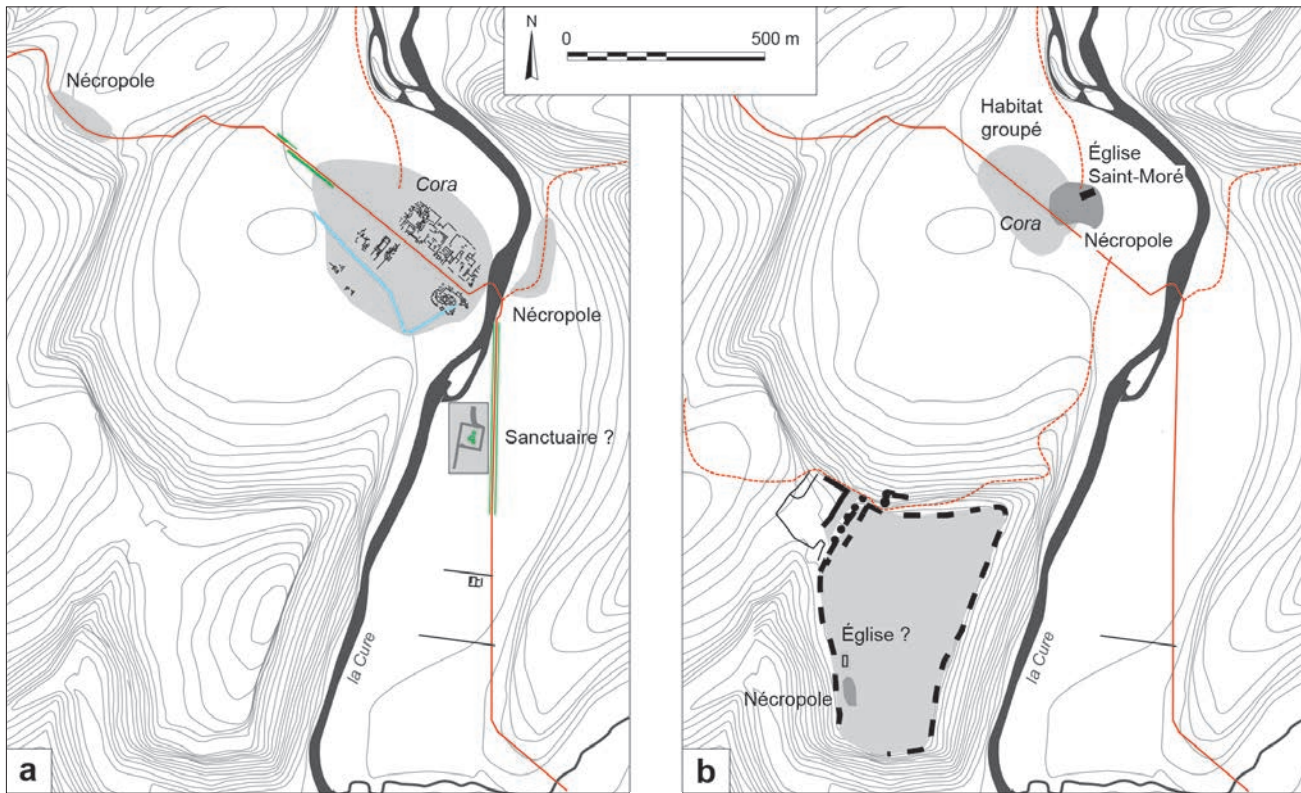 N
0 500 m
Nécropole
Cora
Nécropole
Sanctuaire ?
la Cure
a
Habitat
groupé
Église
Saint-Moré
Cora
Nécropole
Église ?
Nécropole
la Cure
b